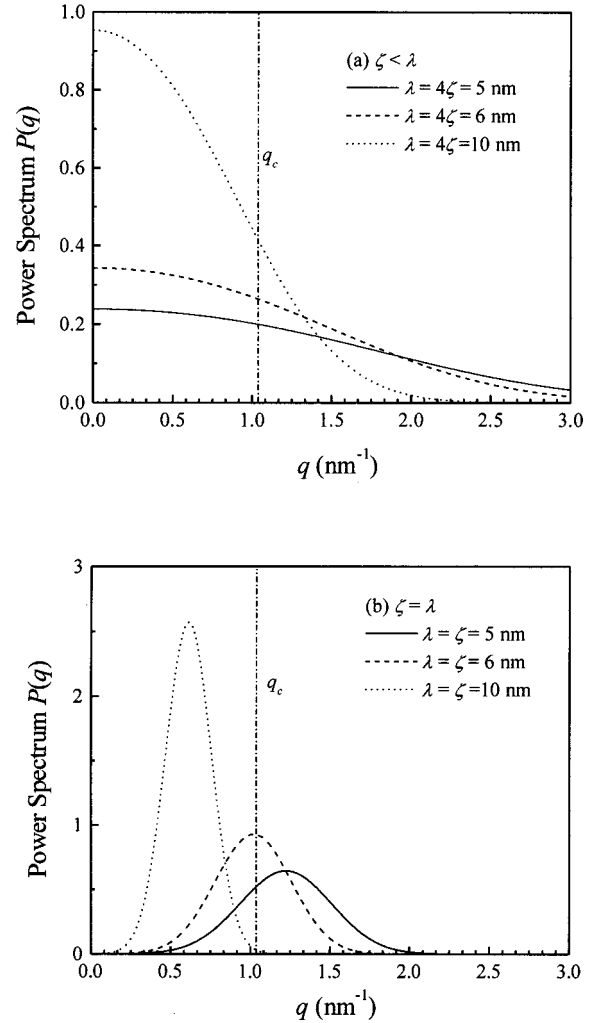 1.0
(a) ζ < λ
λ = 4ζ = 5 nm
0.8
λ = 4ζ = 6 nm
λ = 4ζ = 10 nm
0.6
q_c
0.4
0.2
0.0
Power Spectrum P(q)
0.0 0.5 1.0 1.5 2.0 2.5 3.0
q (nm⁻¹)
3
(b) ζ = λ
λ = ζ = 5 nm
λ = ζ = 6 nm
λ = ζ = 10 nm
2
q_c
1
0
Power Spectrum P(q)
0.0 0.5 1.0 1.5 2.0 2.5 3.0
q (nm⁻¹)